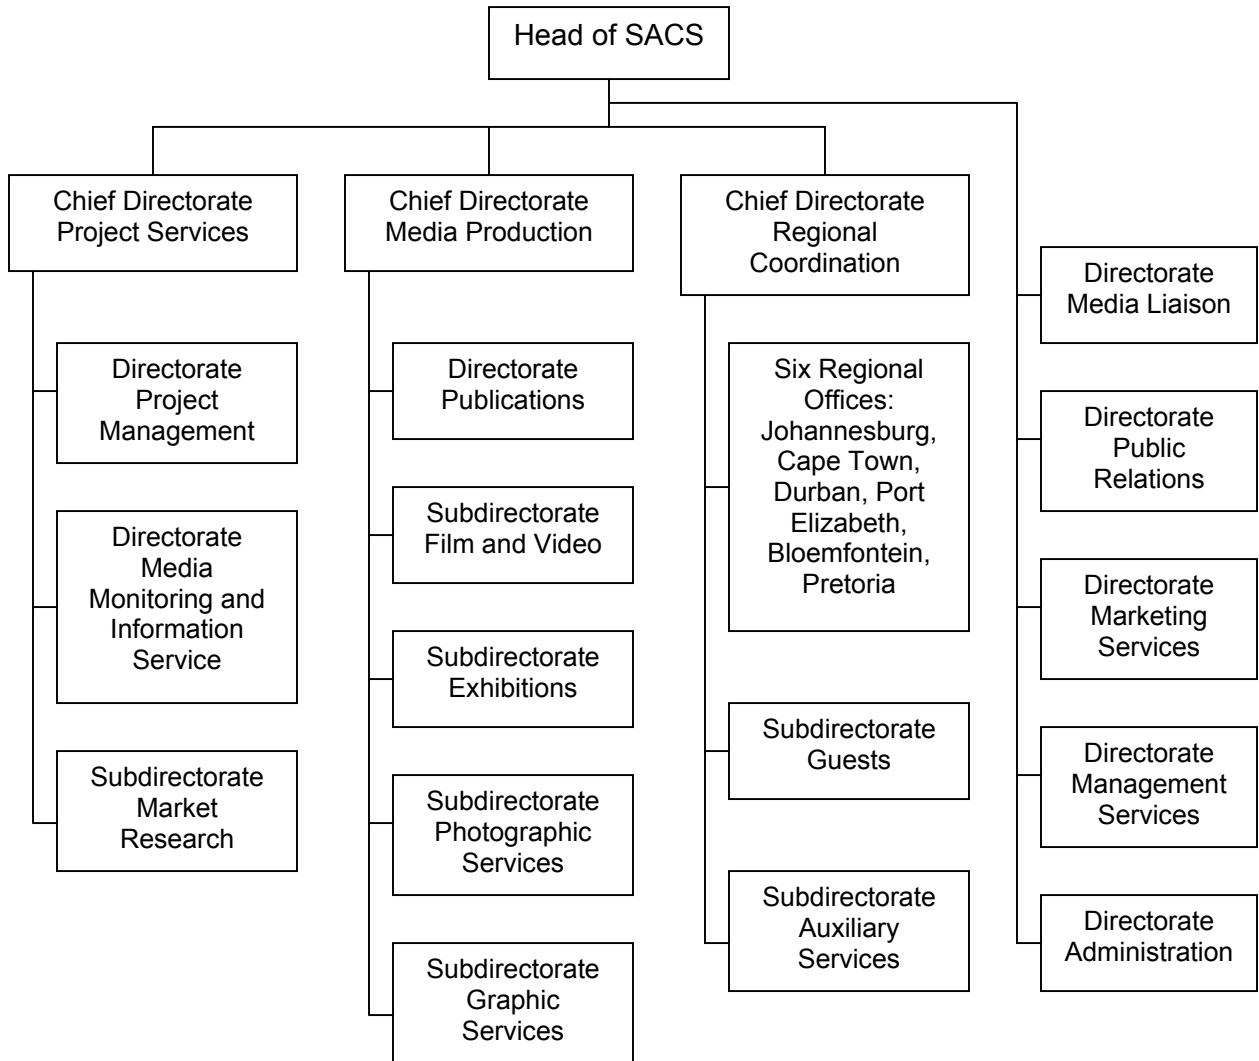 Head of SACS
Chief Directorate
Project Services
Directorate
Project
Management
Directorate
Media
Monitoring and
Information
Service
Subdirectorate
Market
Research
Chief Directorate
Media Production
Directorate
Publications
Subdirectorate
Film and Video
Subdirectorate
Exhibitions
Subdirectorate
Photographic
Services
Subdirectorate
Graphic
Services
Chief Directorate
Regional
Coordination
Six Regional
Offices:
Johannesburg,
Cape Town,
Durban, Port
Elizabeth,
Bloemfontein,
Pretoria
Subdirectorate
Guests
Subdirectorate
Auxiliary
Services
Directorate
Media Liaison
Directorate
Public
Relations
Directorate
Marketing
Services
Directorate
Management
Services
Directorate
Administration